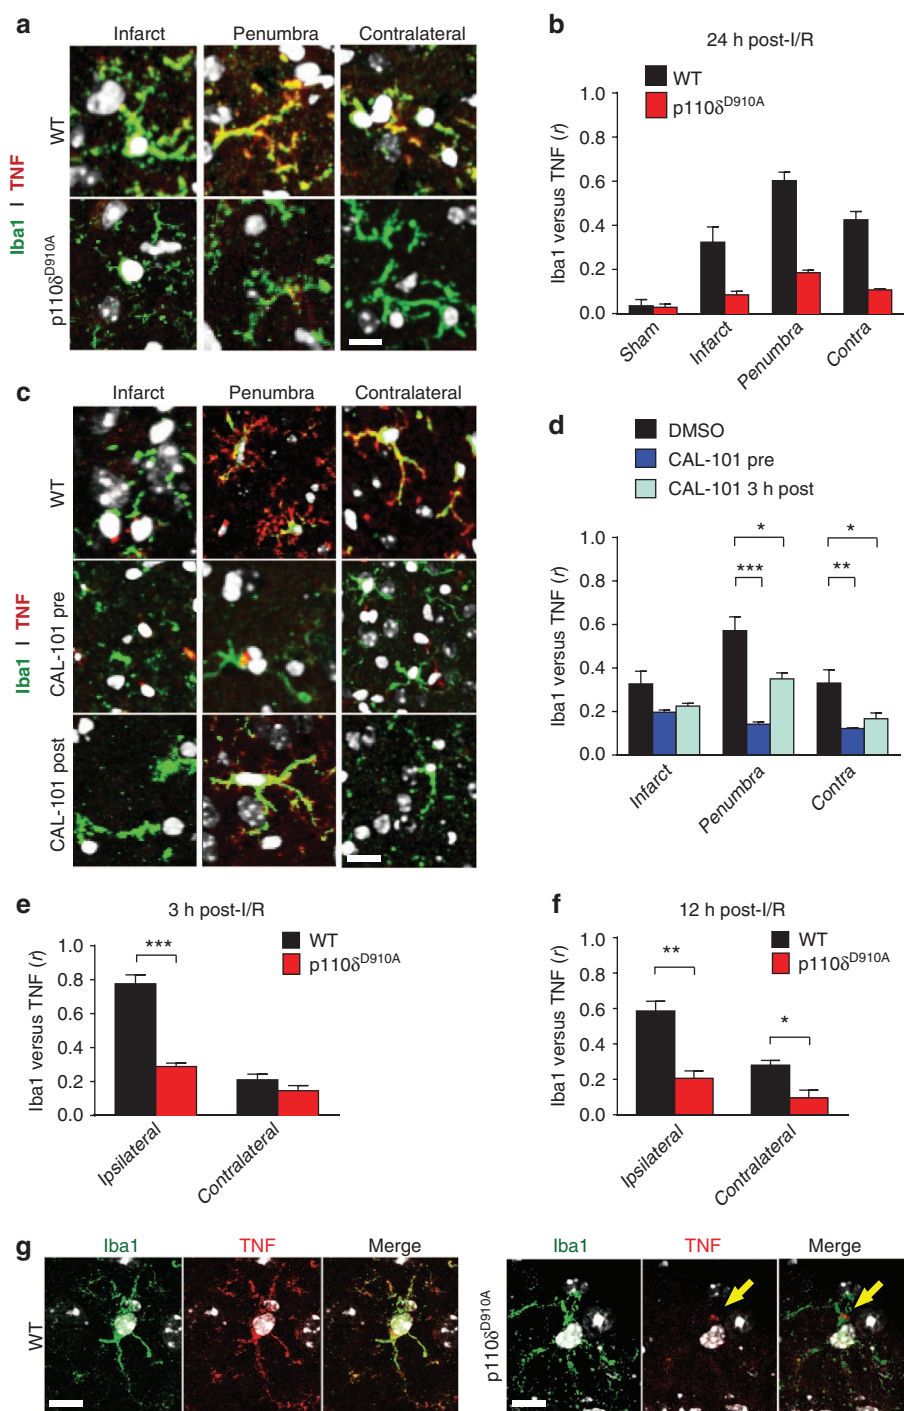 a
Infarct Penumbra Contralateral
Iba1 | TNF
WT
p110δD910A
b
24 h post-I/R
WT
p110δD910A
Iba1 versus TNF (r)
1.0
0.8
0.6
0.4
0.2
0.0
Sham Infarct Penumbra Contra
c
Infarct Penumbra Contralateral
Iba1 | TNF
WT
CAL-101 pre
CAL-101 post
d
DMSO
CAL-101 pre
CAL-101 3 h post
Iba1 versus TNF (r)
1.0
0.8
0.6
0.4
0.2
0.0
* *
*** **
Infarct Penumbra Contra
e
3 h post-I/R
WT
p110δD910A
Iba1 versus TNF (r)
1.0
0.8
0.6
0.4
0.2
0.0
***
Ipsilateral Contralateral
f
12 h post-I/R
WT
p110δD910A
Iba1 versus TNF (r)
1.0
0.8
0.6
0.4
0.2
0.0
**
*
Ipsilateral Contralateral
g
Iba1 TNF Merge
WT
Iba1 TNF Merge
p110δD910A